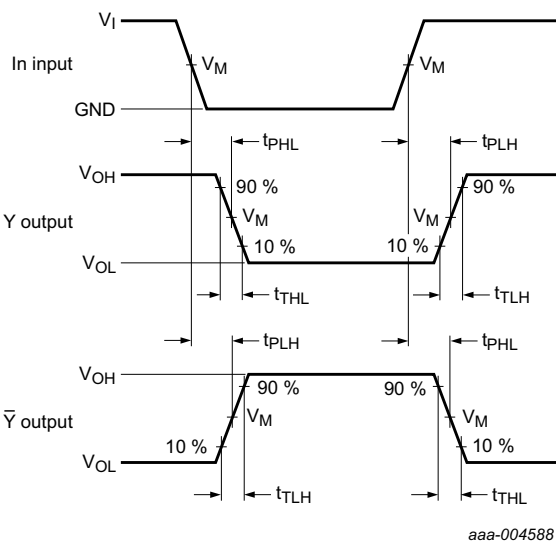 V_I
In input
V_M V_M
GND
t_PHL t_PLH
V_OH
90 % 90 %
Y output
V_M V_M
10 % 10 %
V_OL
t_THL t_TLH
t_PLH t_PHL
V_OH
90 % 90 %
Y̅ output
V_M V_M
10 % 10 %
V_OL
t_TLH t_THL
aaa-004588